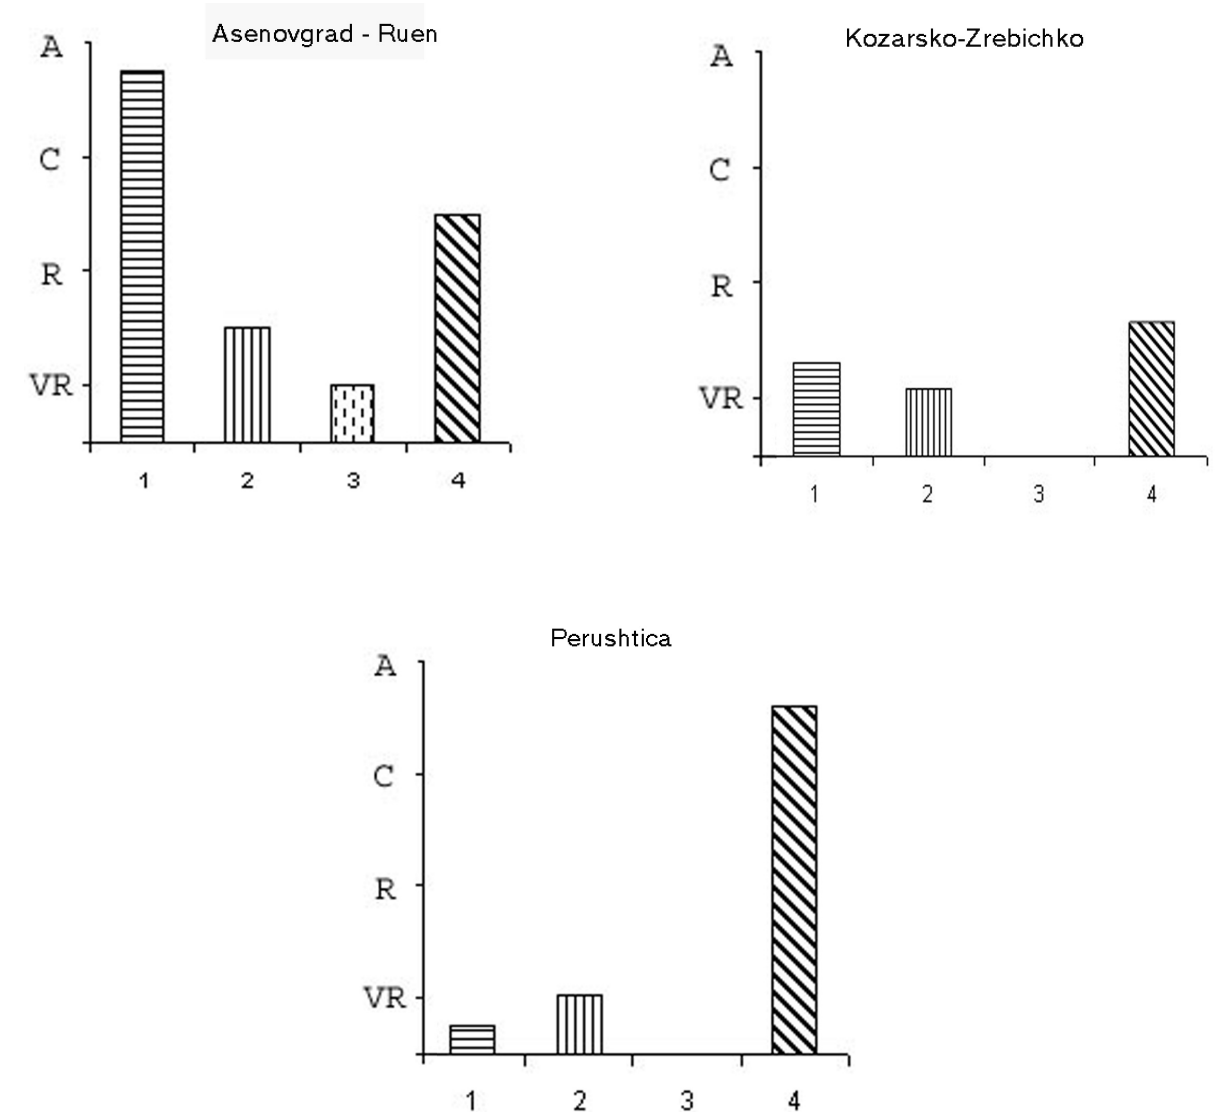 Asenovgrad - Ruen
A
C
R
VR
1 2 3 4
Kozarsko-Zrebichko
A
C
R
VR
1 2 3 4
Perushtica
A
C
R
VR
1 2 3 4